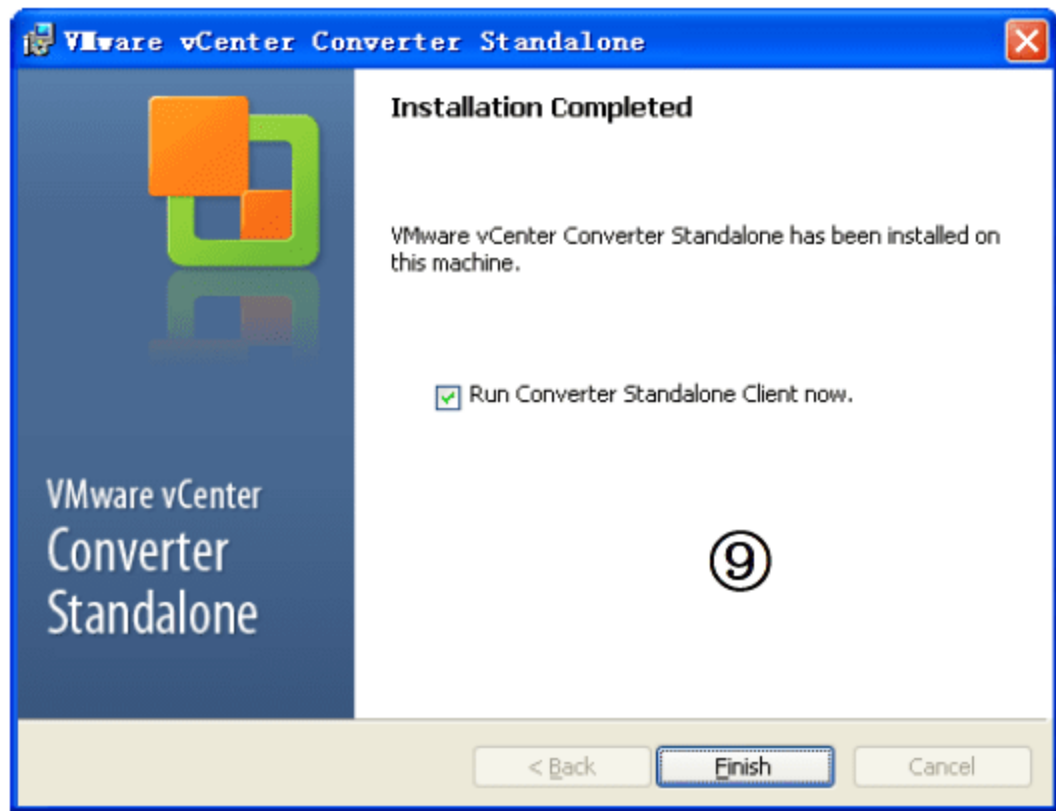 VMware vCenter Converter Standalone
Installation Completed
VMware vCenter Converter Standalone has been installed on
this machine.
Run Converter Standalone Client now.
VMware vCenter
Converter
Standalone
⑨
< Back
Finish
Cancel